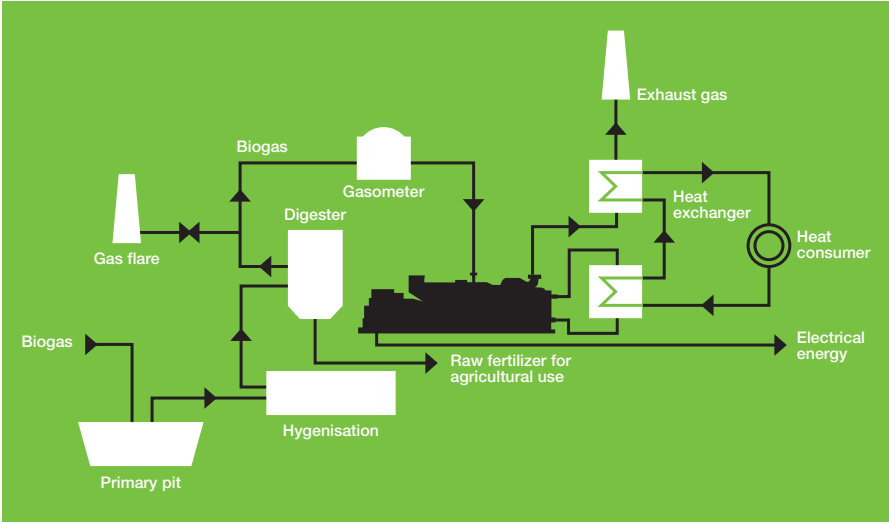 Exhaust gas
Biogas
Gasometer
Heat
exchanger
Digester
Gas flare
Heat
consumer
Biogas
Electrical
energy
Raw fertilizer for
agricultural use
Hygenisation
Primary pit